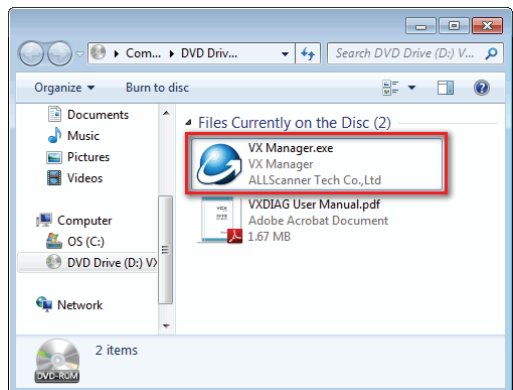 Com... DVD Driv...
Search DVD Drive (D:) V...
Organize
Burn to disc
Documents
Music
Pictures
Videos
Computer
OS (C:)
DVD Drive (D:) VX
Network
Files Currently on the Disc (2)
VX Manager.exe
VX Manager
ALLScanner Tech Co.,Ltd
VXDIAG User Manual.pdf
Adobe Acrobat Document
1.67 MB
2 items
DVD-ROM